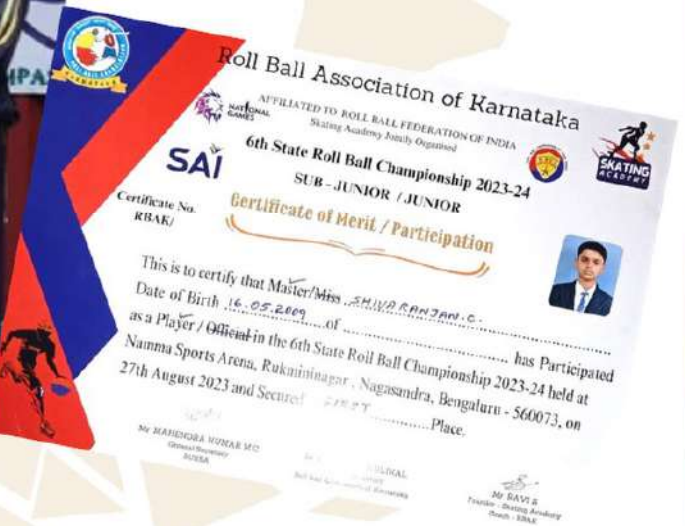 Roll Ball Association of Karnataka
AFFILIATED TO ROLL BALL FEDERATION OF INDIA
Skating Academy Jointly Organised
NATIONAL
GAMES
SAI
SKATING
ACADEMY
6th State Roll Ball Championship 2023-24
SUB - JUNIOR / JUNIOR
Certificate No.
RBAK/
Certificate of Merit / Participation
This is to certify that Master/Miss SHIVARANJAN.C.
Date of Birth 16.05.2009 of has Participated
as a Player / Official in the 6th State Roll Ball Championship 2023-24 held at
Namma Sports Arena, Rukmininagar, Nagasandra, Bengaluru - 560073, on
27th August 2023 and Secured FIRST Place.
Mr MAHENDRA KUMAR M C
General Secretary
Mr RAVI
Founder - Skating Academy